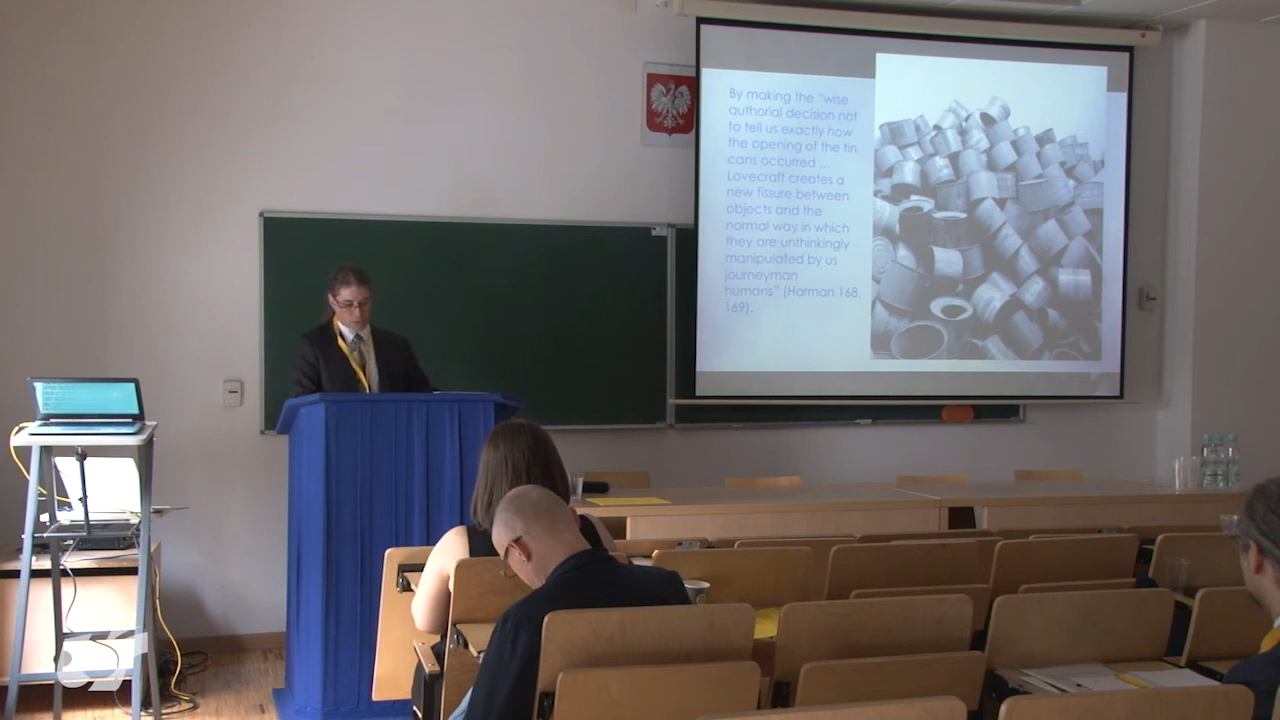 By making the "wise
authorial decision not
to tell us exactly how
the opening of the tin
cans occurred ...
Lovecraft creates a
new fissure between
objects and the
normal way in which
they are unthinkingly
manipulated by us
journeyman
humans" (Harman 168,
169).